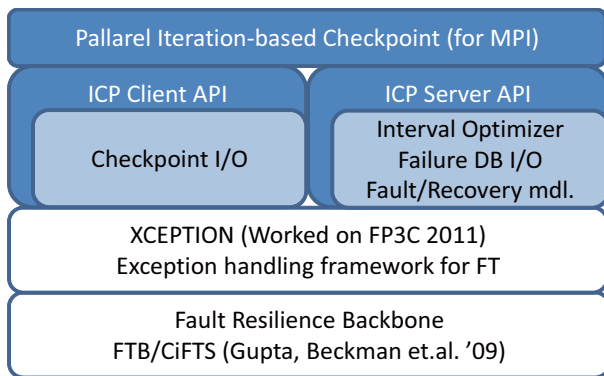 Pallarel Iteration-based Checkpoint (for MPI)
ICP Client API
Checkpoint I/O
ICP Server API
Interval Optimizer
Failure DB I/O
Fault/Recovery mdl.
XCEPTION (Worked on FP3C 2011)
Exception handling framework for FT
Fault Resilience Backbone
FTB/CiFTS (Gupta, Beckman et.al. ’09)